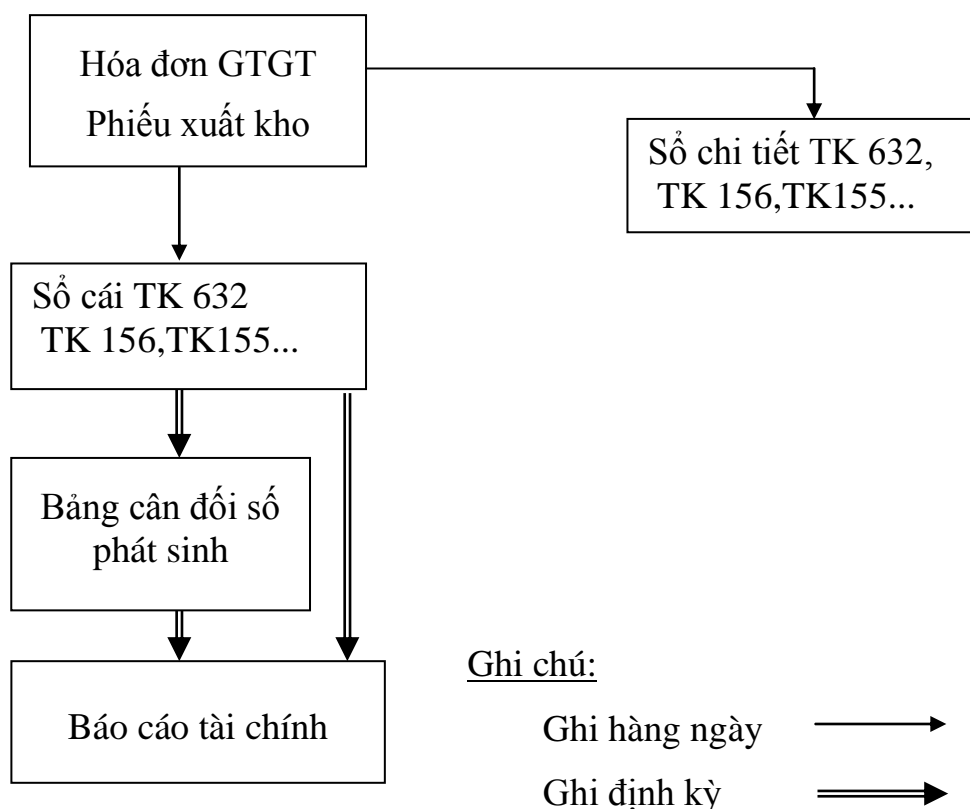 Hóa đơn GTGT
Phiếu xuất kho
Sổ chi tiết TK 632,
TK 156,TK155...
Sổ cái TK 632
TK 156,TK155...
Bảng cân đối số
phát sinh
Báo cáo tài chính
Ghi chú:
Ghi hàng ngày
Ghi định kỳ